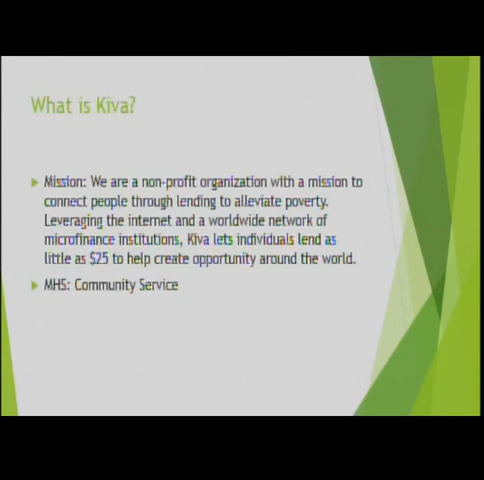 What is Kiva?
Mission: We are a non-profit organization with a mission to
connect people through lending to alleviate poverty.
Leveraging the internet and a worldwide network of
microfinance institutions, Kiva lets individuals lend as
little as $25 to help create opportunity around the world.
MHS: Community Service